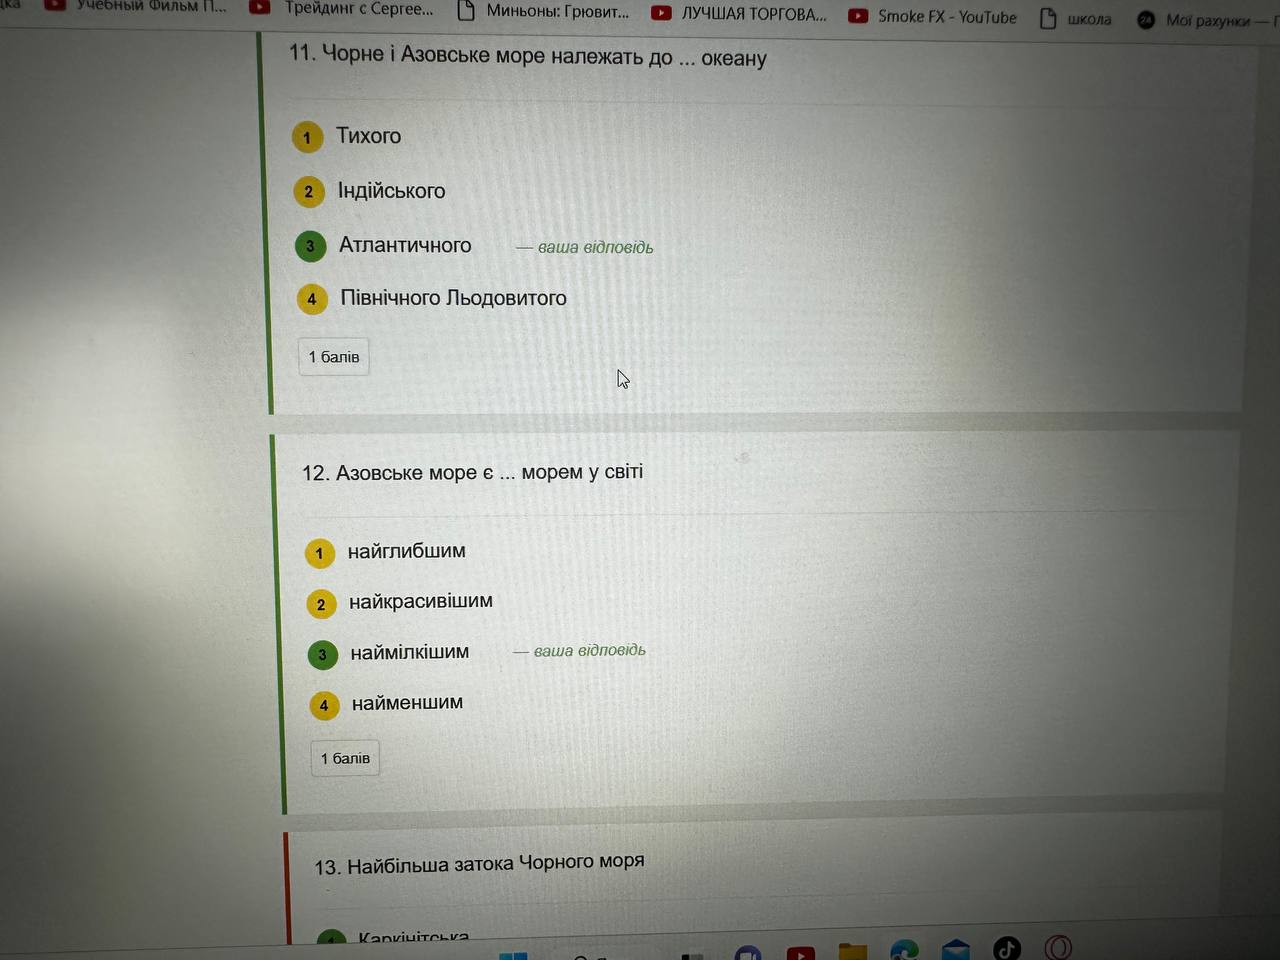 Учебный Фильм П...
Трейдинг с Сергее...
Миньоны: Грювит...
ЛУЧШАЯ ТОРГОВА...
Smoke FX - YouTube
школа
24
Мої рахунки —
11. Чорне і Азовське море належать до ... океану
1 Тихого
2 Індійського
3 Атлантичного — ваша відповідь
4 Північного Льодовитого
1 балів
12. Азовське море є ... морем у світі
1 найглибшим
2 найкрасивішим
3 наймілкішим — ваша відповідь
4 найменшим
1 балів
13. Найбільша затока Чорного моря
1 Каркінітська